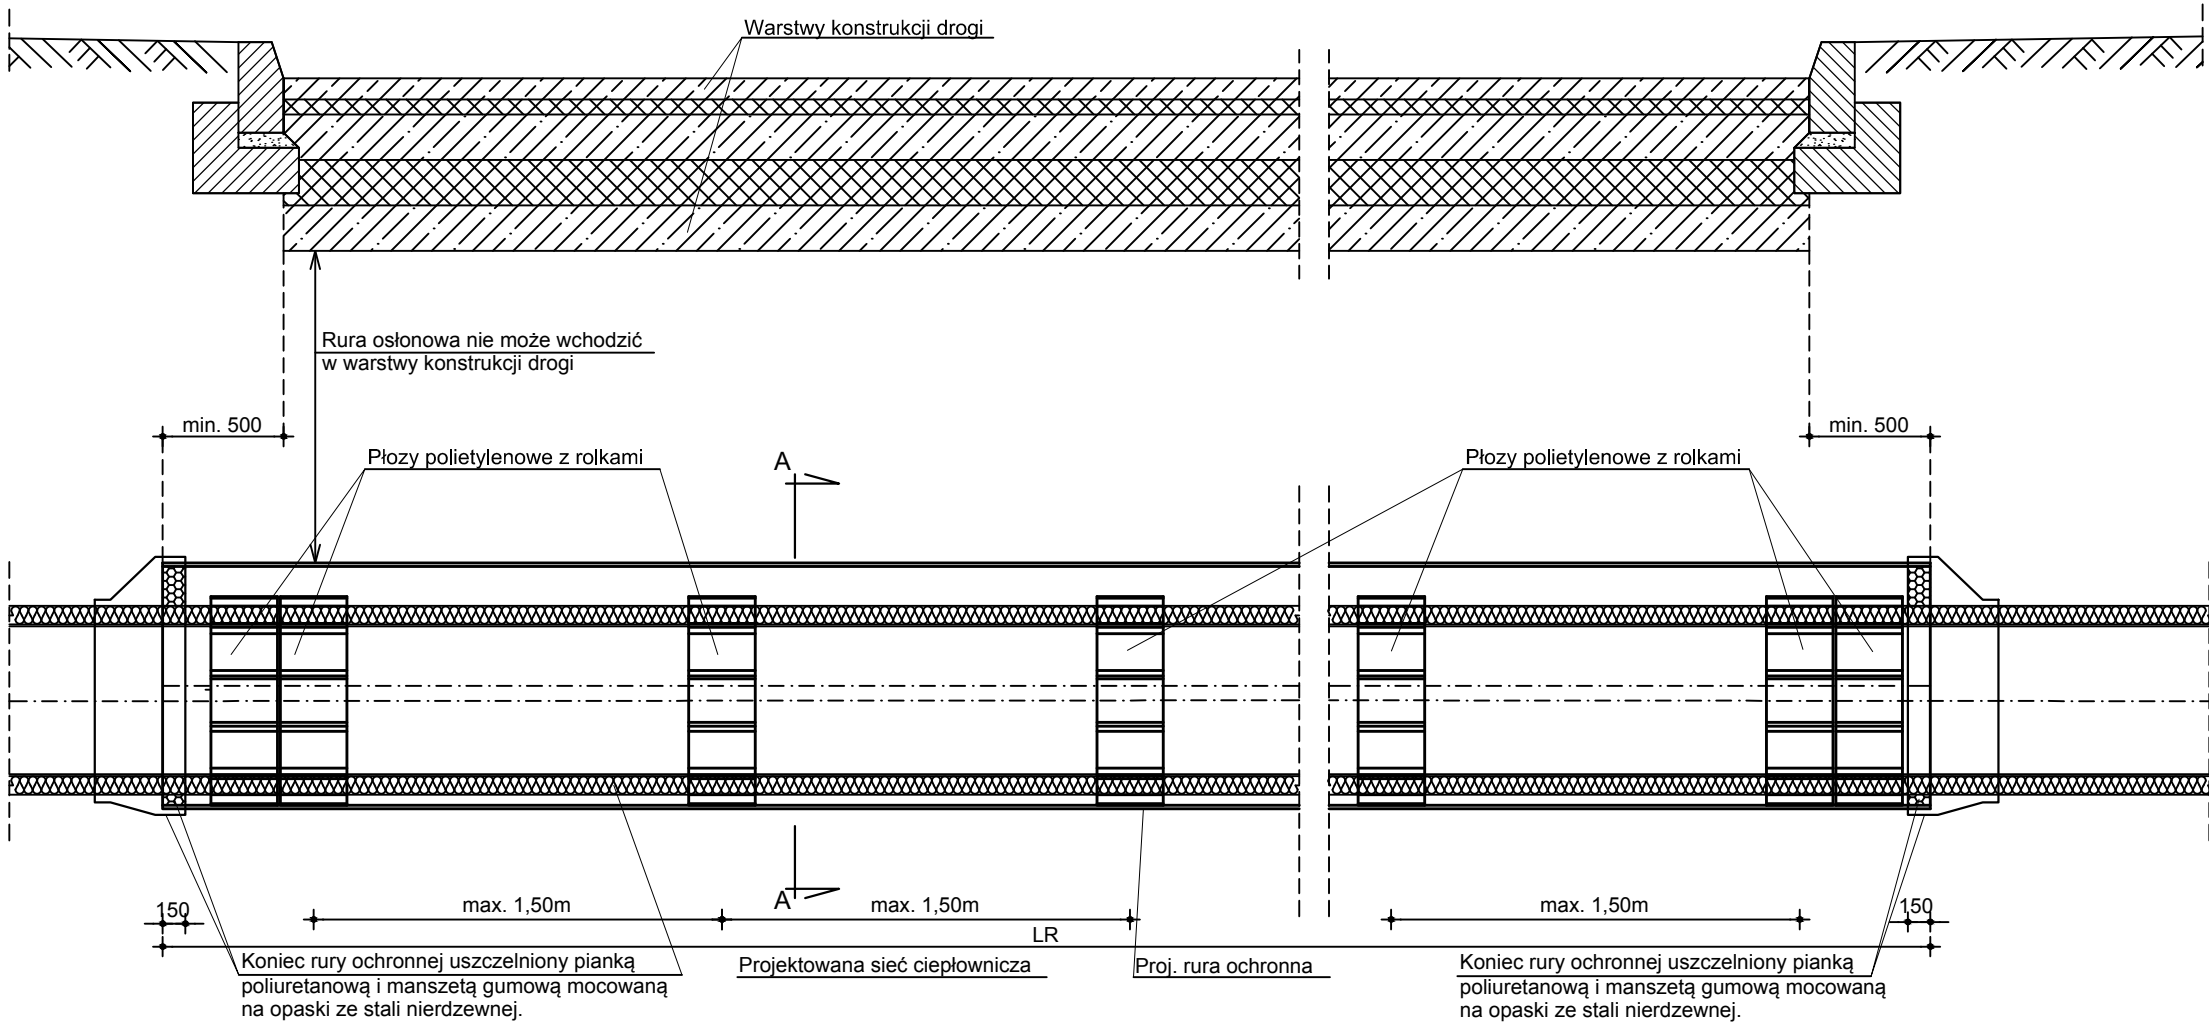 Warstwy konstrukcji drogi
Rura osłonowa nie może wchodzić
w warstwy konstrukcji drogi
min. 500
min. 500
Płozy polietylenowe z rolkami
A
Płozy polietylenowe z rolkami
150
max. 1,50m
A
max. 1,50m
max. 1,50m
150
LR
Koniec rury ochronnej uszczelniony pianką
poliuretanową i manszetą gumową mocowaną
na opaski ze stali nierdzewnej.
Projektowana sieć ciepłownicza
Proj. rura ochronna
Koniec rury ochronnej uszczelniony pianką
poliuretanową i manszetą gumową mocowaną
na opaski ze stali nierdzewnej.